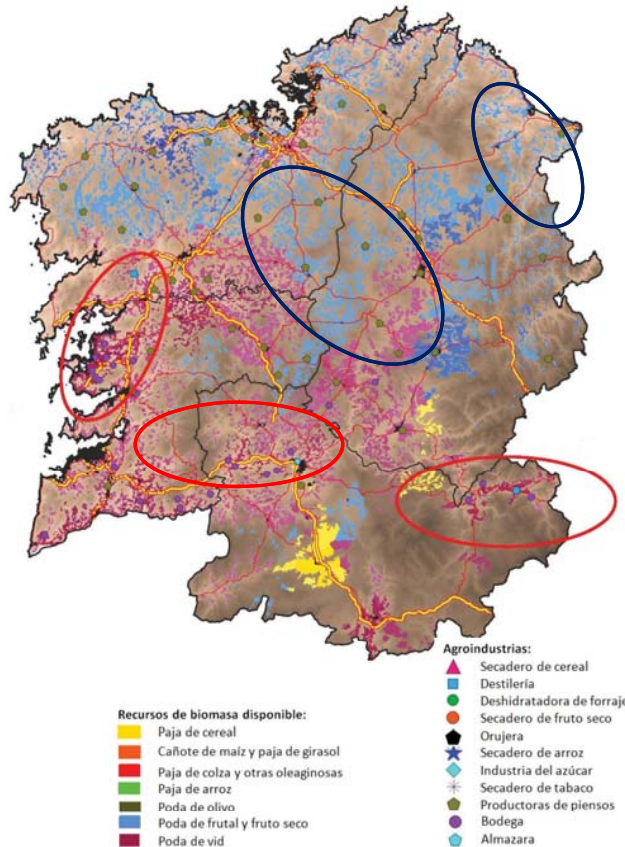 Recursos de biomasa disponible:
Paja de cereal
Cañote de maíz y paja de girasol
Paja de colza y otras oleaginosas
Paja de arroz
Poda de olivo
Poda de frutal y fruto seco
Poda de vid
Agroindustrias:
Secadero de cereal
Destilería
Deshidratadora de forraje
Secadero de fruto seco
Orujera
Secadero de arroz
Industria del azúcar
Secadero de tabaco
Productoras de piensos
Bodega
Almazara